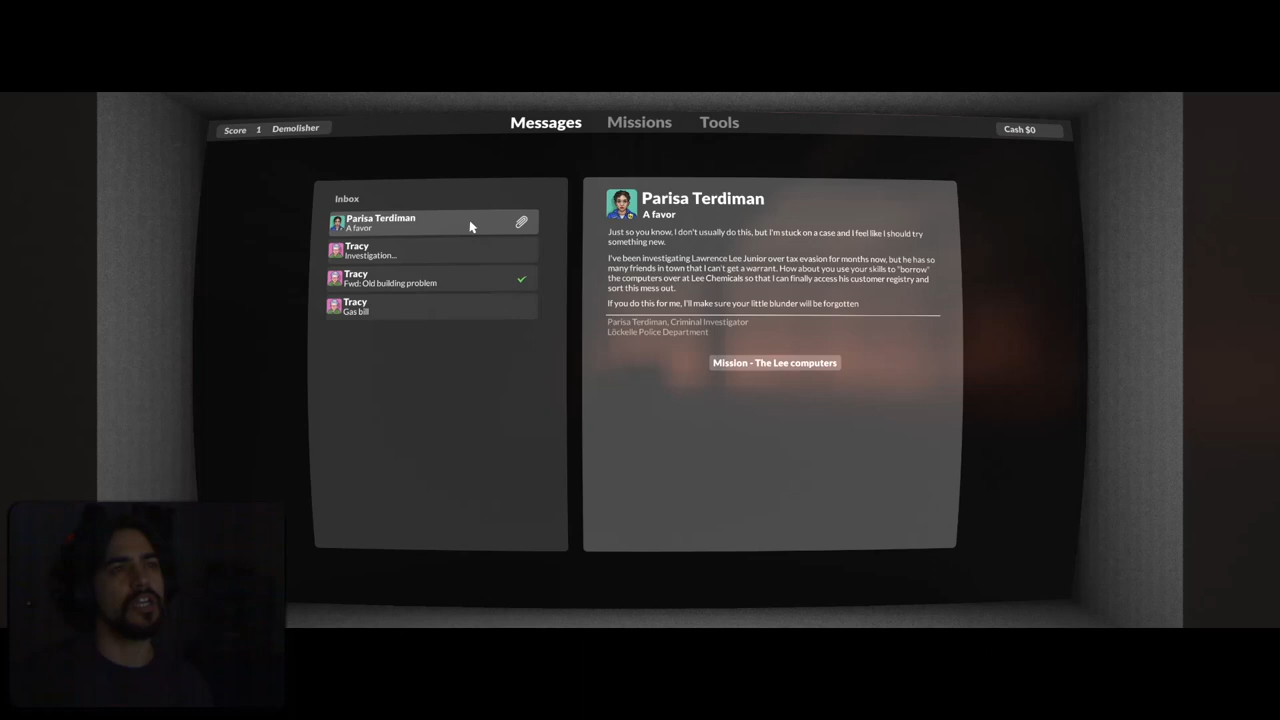 Score 1 Demolisher
Messages Missions Tools
Cash $0
Inbox
Parisa Terdiman
A favor
Tracy
Investigation...
Tracy
Fwd: Old building problem
Tracy
Gas bill
Parisa Terdiman
A favor
Just so you know, I don't usually do this, but I'm stuck on a case and I feel like I should try
something new.
I've been investigating Lawrence Lee Junior over tax evasion for months now, but he has so
many friends in town that I can't get a warrant. How about you use your skills to "borrow"
the computers over at Lee Chemicals so that I can finally access his customer registry and
sort this mess out.
If you do this for me, I'll make sure your little blunder will be forgotten
Parisa Terdiman, Criminal Investigator
Löckelle Police Department
Mission - The Lee computers